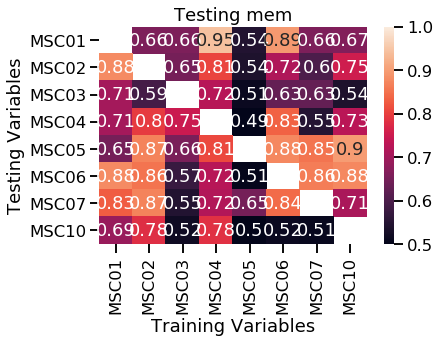 Testing mem
MSC01 0.66 0.66 0.95 0.54 0.89 0.66 0.67
MSC02 0.88 0.65 0.81 0.54 0.72 0.6 0.75
MSC03 0.71 0.59 0.72 0.51 0.63 0.63 0.54
MSC04 0.71 0.8 0.75 0.49 0.83 0.55 0.73
MSC05 0.65 0.87 0.66 0.81 0.88 0.85 0.9
MSC06 0.88 0.86 0.57 0.72 0.51 0.86 0.88
MSC07 0.83 0.87 0.55 0.72 0.65 0.84 0.71
MSC10 0.69 0.78 0.52 0.78 0.5 0.52 0.51
MSC01 MSC02 MSC03 MSC04 MSC05 MSC06 MSC07 MSC10
Training Variables
Testing Variables
1.0
0.9
0.8
0.7
0.6
0.5